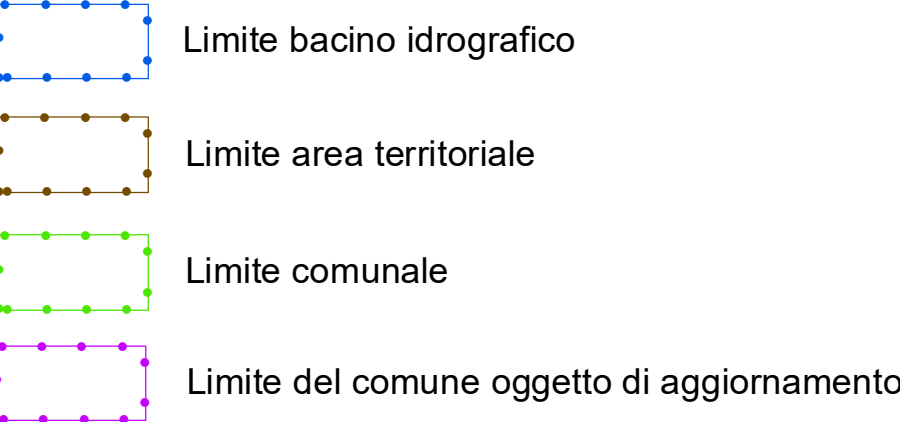 Limite bacino idrografico
Limite area territoriale
Limite comunale
Limite del comune oggetto di aggiornamento